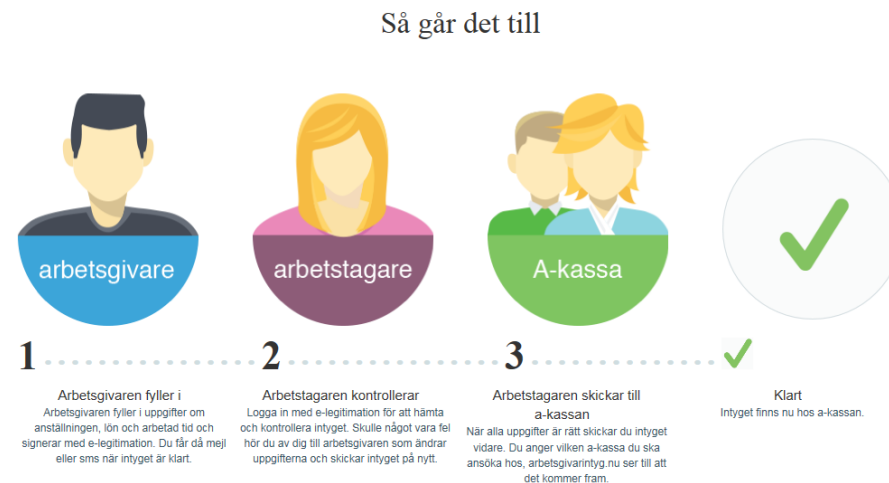 Så går det till
arbetsgivare
arbetstagare
A-kassa
1
2
3
Arbetsgivaren fyller i
Arbetsgivaren fyller i uppgifter om
anställningen, lön och arbetad tid och
signerar med e-legitimation. Du får då mejl
eller sms när intyget är klart.
Arbetstagaren kontrollerar
Logga in med e-legitimation för att hämta
och kontrollera intyget. Skulle något vara fel
hör du av dig till arbetsgivaren som ändrar
uppgifterna och skickar intyget på nytt.
Arbetstagaren skickar till
a-kassan
När alla uppgifter är rätt skickar du intyget
vidare. Du anger vilken a-kassa du ska
ansöka hos, arbetsgivarintyg.nu ser till att
det kommer fram.
Klart
Intyget finns nu hos a-kassan.